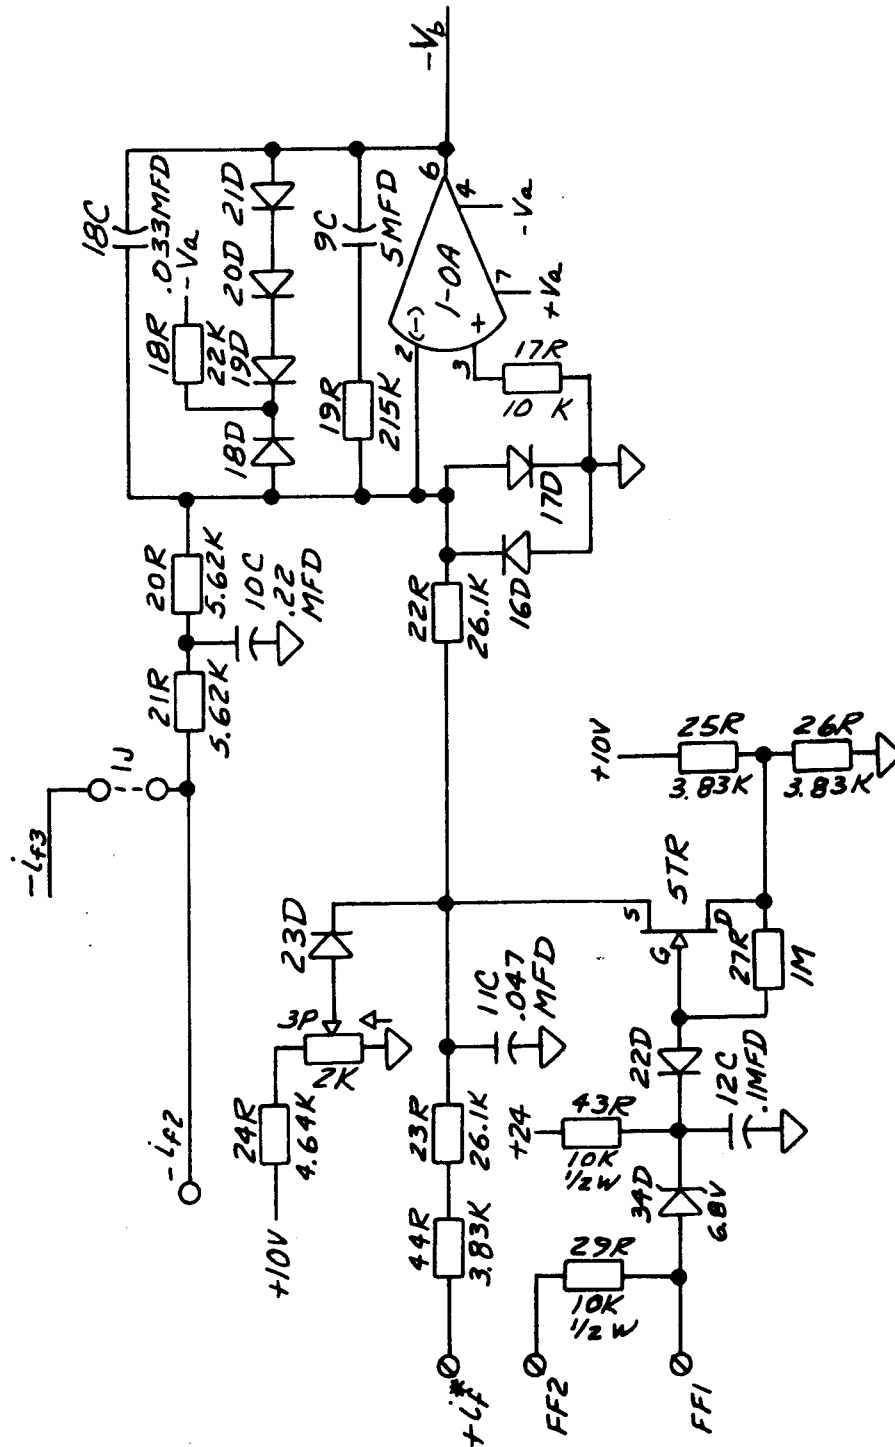 -Vb
18C
.033MFD
18R
22K
-Va
18D
19D
20D
21D
19R
215K
9C
5MFD
2
(-)
1-OA
6
4
-Va
7
+Va
+
3
17R
10 K
17D
16D
20R
5.62K
10C
.22
MFD
21R
5.62K
22R
26.1K
1J
-if3
-if2
+10V
24R
4.64K
3P
2K
23D
11C
.047
MFD
23R
26.1K
44R
3.83K
+if*
+10V
25R
3.83K
26R
3.83K
S
5TR
G
D
27R
1M
22D
12C
.1MFD
+24
43R
10K
1/2 W
34D
6.8V
29R
10K
1/2 W
FF2
FF1